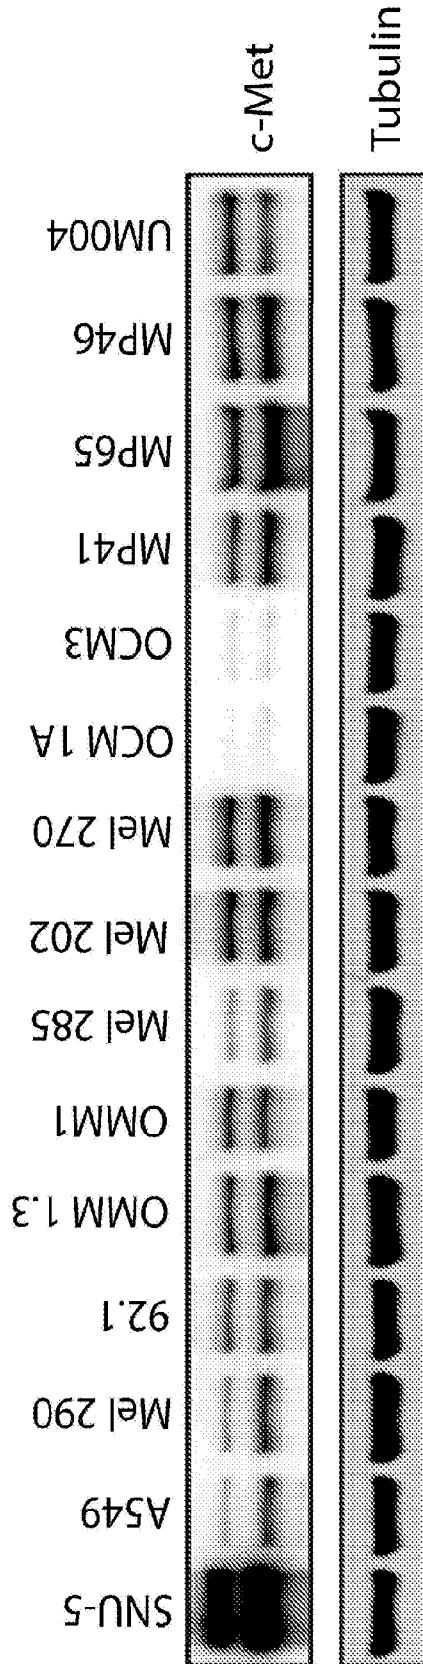 UM004
MP46
MP65
MP41
OCM3
OCM 1A
Mel 270
Mel 202
Mel 285
OMM1
OMM 1.3
92.1
Mel 290
A549
SNU-5
c-Met
Tubulin